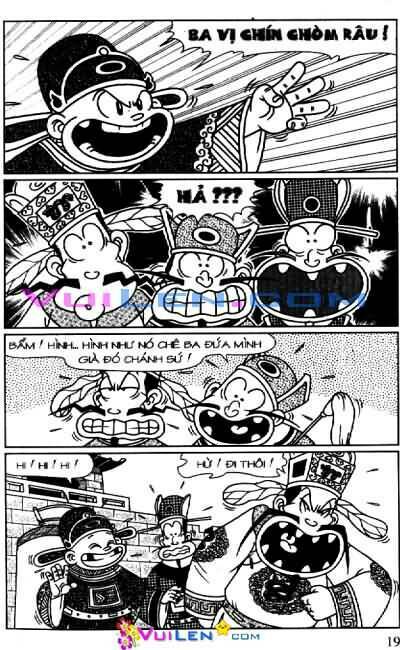 BA VỊ CHÍN CHÒM RÂU!
HẢ???
VUILEN.COM
BẨM! HÌNH... HÌNH NHƯ NÓ CHÊ BA ĐỨA MÌNH
GIÀ ĐÓ CHÁNH SỨ!
HI! HI! HI!
HỪ! ĐI THÔI!
VUILEN.com
19